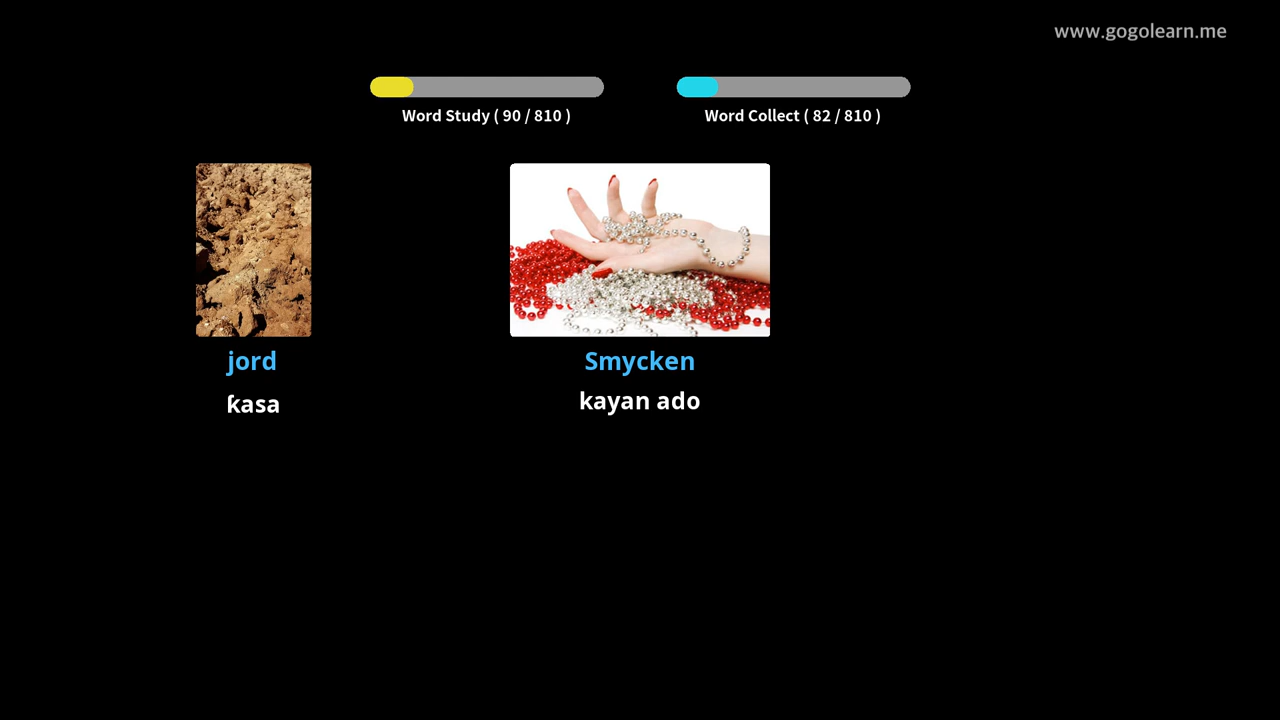 www.gogolearn.me
Word Study ( 90 / 810 )
Word Collect ( 82 / 810 )
jord
ƙasa
Smycken
kayan ado